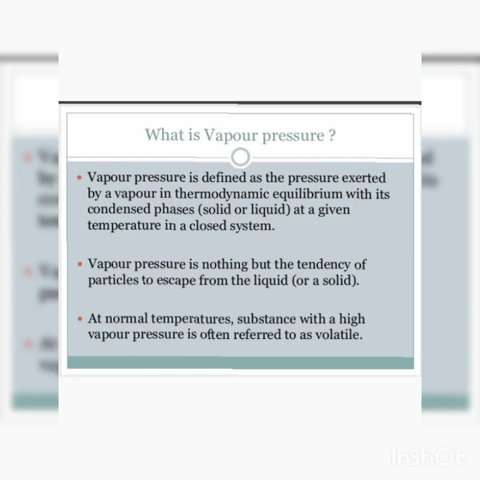 What is Vapour pressure ?
• Vapour pressure is defined as the pressure exerted
by a vapour in thermodynamic equilibrium with its
condensed phases (solid or liquid) at a given
temperature in a closed system.
• Vapour pressure is nothing but the tendency of
particles to escape from the liquid (or a solid).
• At normal temperatures, substance with a high
vapour pressure is often referred to as volatile.
InShOt